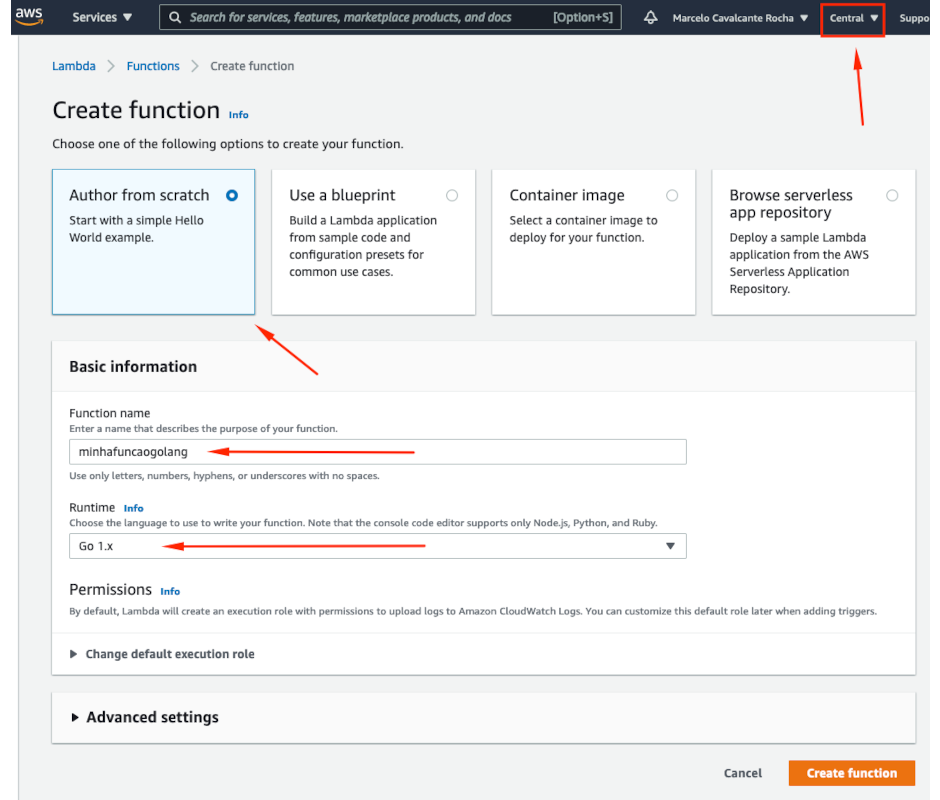 aws Services ▼ Search for services, features, marketplace products, and docs [Option+S] Marcelo Cavalcante Rocha ▼ Central ▼ Suppo
Lambda > Functions > Create function
Create function Info
Choose one of the following options to create your function.
Author from scratch
Start with a simple Hello
World example.
Use a blueprint
Build a Lambda application
from sample code and
configuration presets for
common use cases.
Container image
Select a container image to
deploy for your function.
Browse serverless
app repository
Deploy a sample Lambda
application from the AWS
Serverless Application
Repository.
Basic information
Function name
Enter a name that describes the purpose of your function.
minhafuncaogolang
Use only letters, numbers, hyphens, or underscores with no spaces.
Runtime Info
Choose the language to use to write your function. Note that the console code editor supports only Node.js, Python, and Ruby.
Go 1.x
Permissions Info
By default, Lambda will create an execution role with permissions to upload logs to Amazon CloudWatch Logs. You can customize this default role later when adding triggers.
Change default execution role
Advanced settings
Cancel Create function